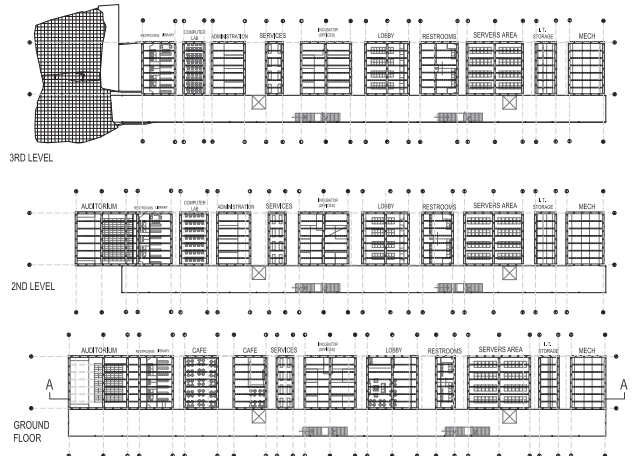 RESTROOMS LIBRARY COMPUTER LAB ADMINISTRATION SERVICES INCUBATOR (OFFICES) LOBBY RESTROOMS SERVERS AREA I.T. STORAGE MECH
3RD LEVEL
AUDITORIUM RESTROOMS LIBRARY COMPUTER LAB ADMINISTRATION SERVICES INCUBATOR (OFFICES) LOBBY RESTROOMS SERVERS AREA I.T. STORAGE MECH
2ND LEVEL
AUDITORIUM RESTROOMS LIBRARY CAFE CAFE SERVICES INCUBATOR (OFFICES) LOBBY RESTROOMS SERVERS AREA I.T. STORAGE MECH
A A
GROUND
FLOOR